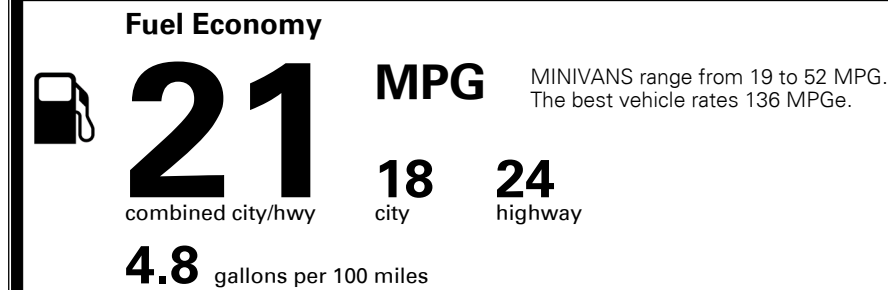 Fuel Economy
21
MPG
MINIVANS range from 19 to 52 MPG.
The best vehicle rates 136 MPGe.
combined city/hwy
18
city
24
highway
4.8 gallons per 100 miles